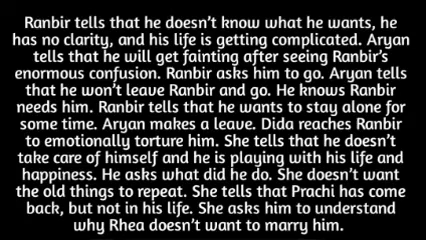 Ranbir tells that he doesn't know what he wants, he
has no clarity, and his life is getting complicated. Aryan
tells that he will get fainting after seeing Ranbir's
enormous confusion. Ranbir asks him to go. Aryan tells
that he won't leave Ranbir and go. He knows Ranbir
needs him. Ranbir tells that he wants to stay alone for
some time. Aryan makes a leave. Dida reaches Ranbir
to emotionally torture him. She tells that he doesn't
take care of himself and he is playing with his life and
happiness. He asks what did he do. She doesn't want
the old things to repeat. She tells that Prachi has come
back, but not in his life. She asks him to understand
why Rhea doesn't want to marry him.